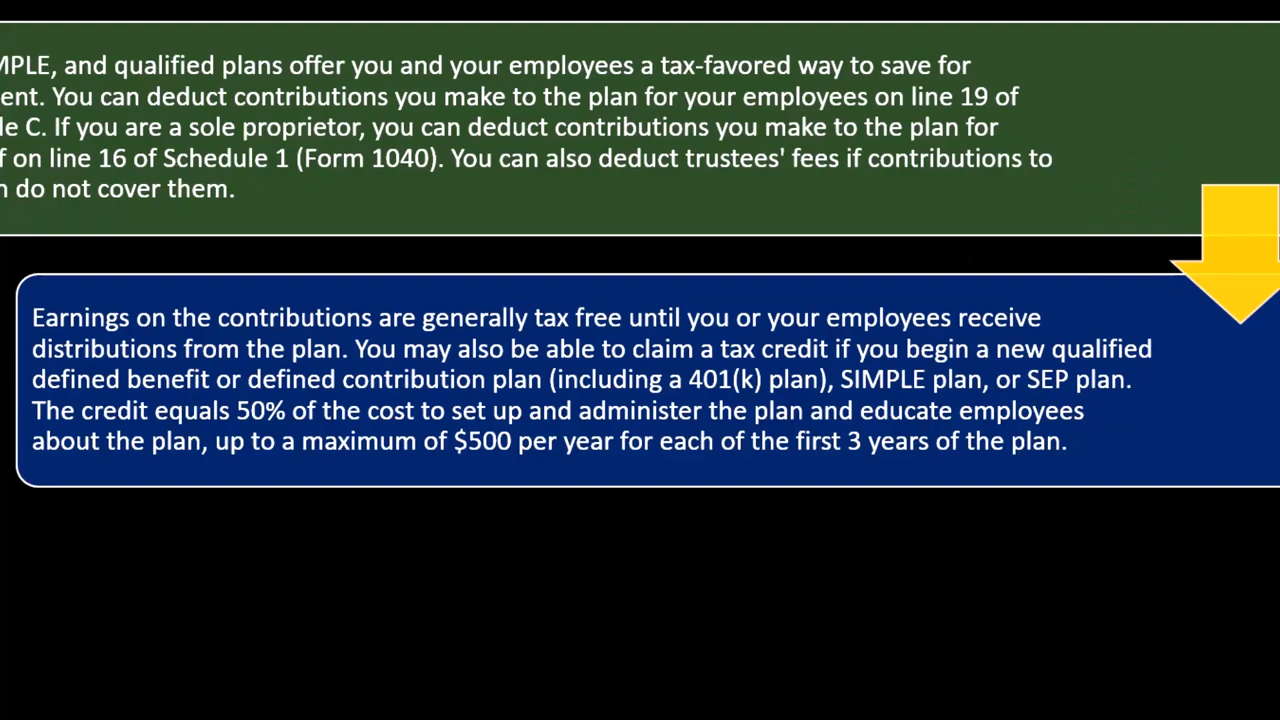 MPLE, and qualified plans offer you and your employees a tax-favored way to save for
ent. You can deduct contributions you make to the plan for your employees on line 19 of
le C. If you are a sole proprietor, you can deduct contributions you make to the plan for
f on line 16 of Schedule 1 (Form 1040). You can also deduct trustees' fees if contributions to
n do not cover them.
Earnings on the contributions are generally tax free until you or your employees receive
distributions from the plan. You may also be able to claim a tax credit if you begin a new qualified
defined benefit or defined contribution plan (including a 401(k) plan), SIMPLE plan, or SEP plan.
The credit equals 50% of the cost to set up and administer the plan and educate employees
about the plan, up to a maximum of $500 per year for each of the first 3 years of the plan.